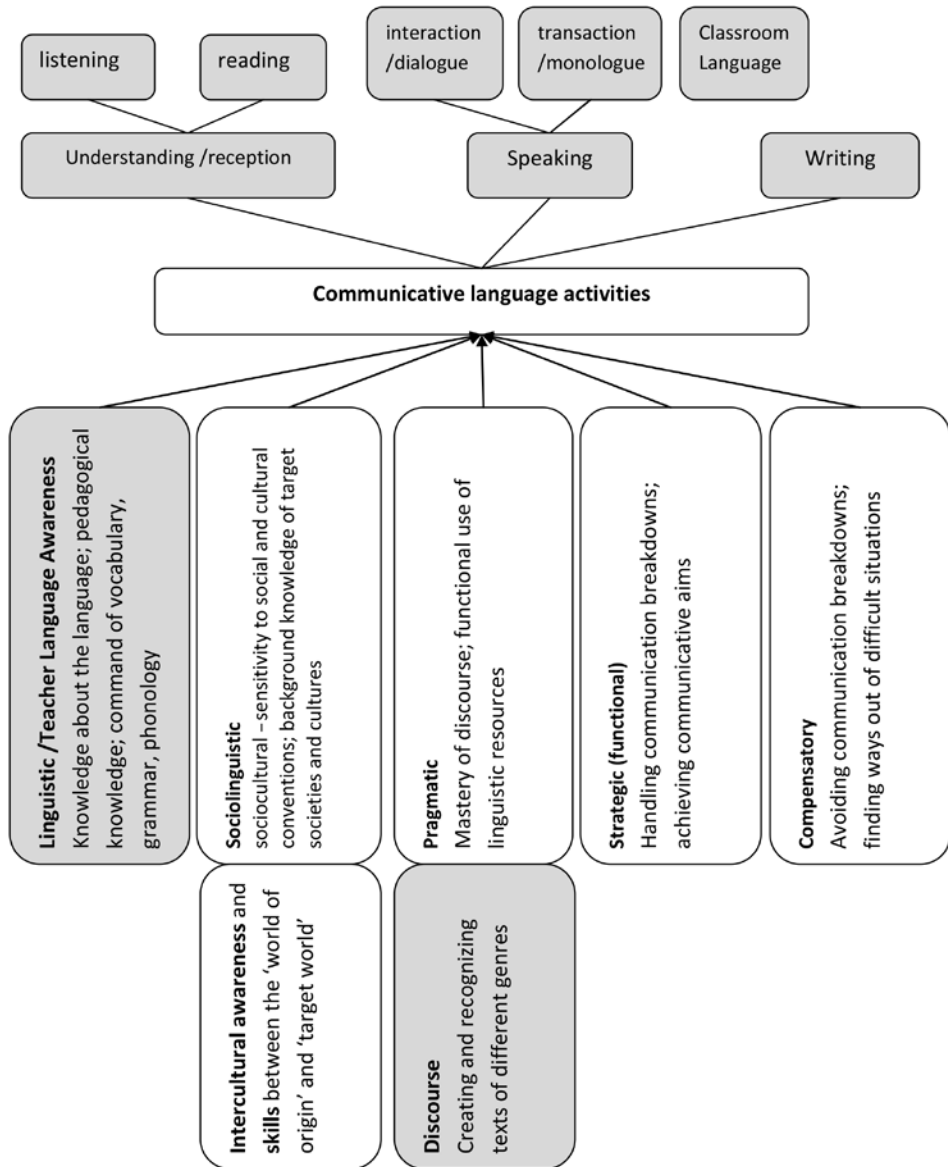 listening
reading
interaction
/dialogue
transaction
/monologue
Classroom
Language
Understanding /reception
Speaking
Writing
Communicative language activities
Linguistic /Teacher Language Awareness
Knowledge about the language; pedagogical
knowledge; command of vocabulary,
grammar, phonology
Sociolinguistic
sociocultural – sensitivity to social and cultural
conventions; background knowledge of target
societies and cultures
Pragmatic
Mastery of discourse; functional use of
linguistic resources
Strategic (functional)
Handling communication breakdowns;
achieving communicative aims
Compensatory
Avoiding communication breakdowns;
finding ways out of difficult situations
Intercultural awareness and
skills between the ‘world of
origin’ and ‘target world’
Discourse
Creating and recognizing
texts of different genres